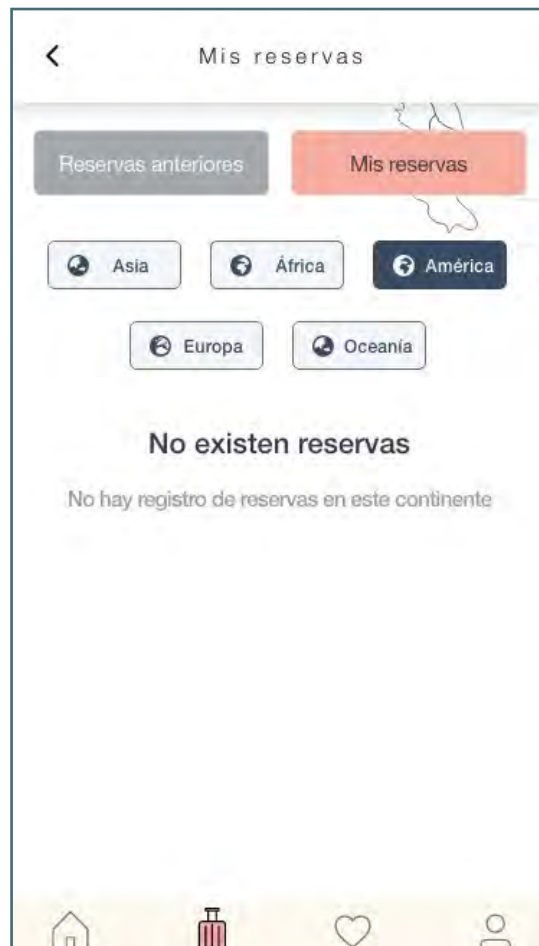 Mis reservas
Reservas anteriores Mis reservas
Asia África América
Europa Oceanía
No existen reservas
No hay registro de reservas en este continente